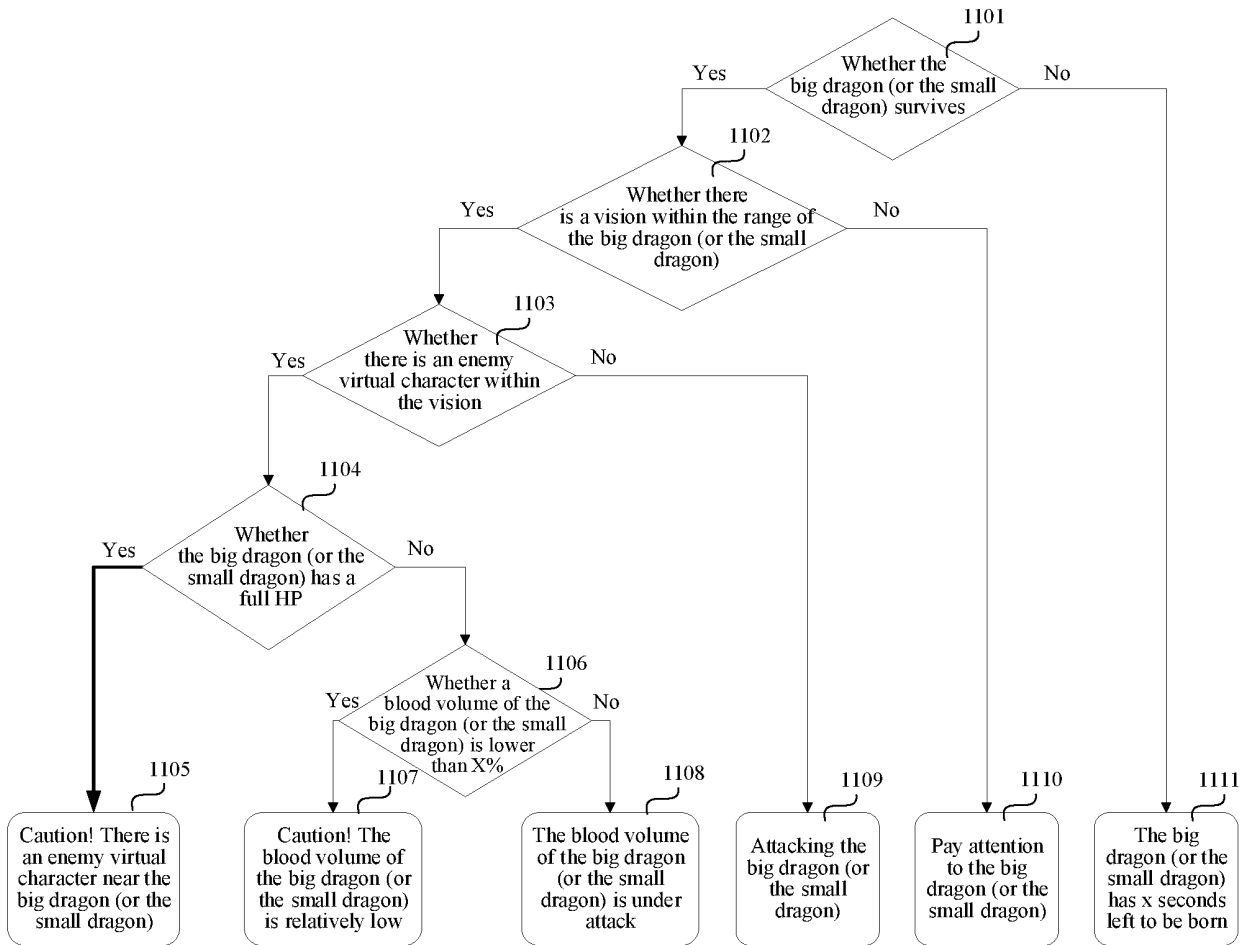 1101
Whether the
big dragon (or the small
dragon) survives
Yes
No
1102
Whether there
is a vision within the range of
the big dragon (or the small
dragon)
Yes
No
1103
Whether
there is an enemy
virtual character within
the vision
Yes
No
1104
Whether
the big dragon (or the
small dragon) has a
full HP
Yes
No
1106
Whether a
blood volume of the
big dragon (or the small
dragon) is lower
than X%
Yes
No
1105
Caution! There is
an enemy virtual
character near the
big dragon (or the
small dragon)
1107
Caution! The
blood volume of
the big dragon (or
the small dragon)
is relatively low
1108
The blood volume
of the big dragon
(or the small
dragon) is under
attack
1109
Attacking the
big dragon (or
the small
dragon)
1110
Pay attention
to the big
dragon (or the
small dragon)
1111
The big
dragon (or the
small dragon)
has x seconds
left to be born